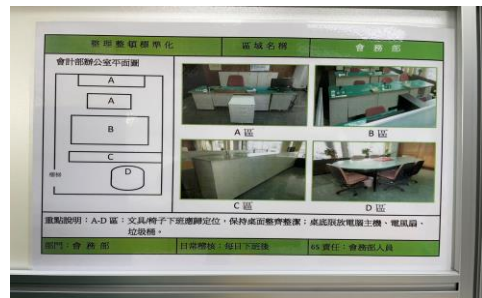 整理整頓標準化 區域名稱 會務部
會計部辦公室平面圖
A
A
B
C
D
A 區
B 區
C 區
D 區
重點說明：A-D 區：文具/椅子下班應歸定位，保持桌面整齊整潔；桌底限放電腦主機、電風扇、
垃圾桶。
部門：會務部 日常稽核：每日下班後 6S 責任：會務部人員